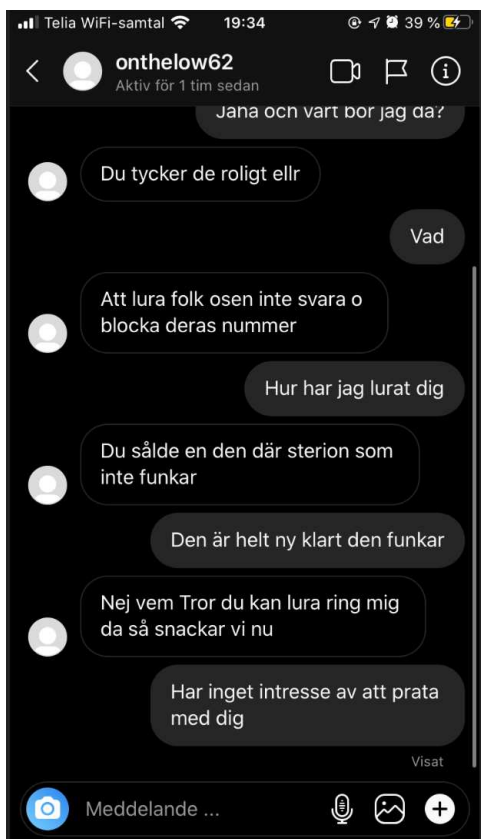 Telia WiFi-samtal 19:34 39 %
onthelow62
Aktiv för 1 tim sedan
Jaha och vart bor jag då?
Du tycker de roligt ellr
Vad
Att lura folk osen inte svara o
blocka deras nummer
Hur har jag lurat dig
Du sålde en den där sterion som
inte funkar
Den är helt ny klart den funkar
Nej vem Tror du kan lura ring mig
da så snackar vi nu
Har inget intresse av att prata
med dig
Visat
Meddelande ...